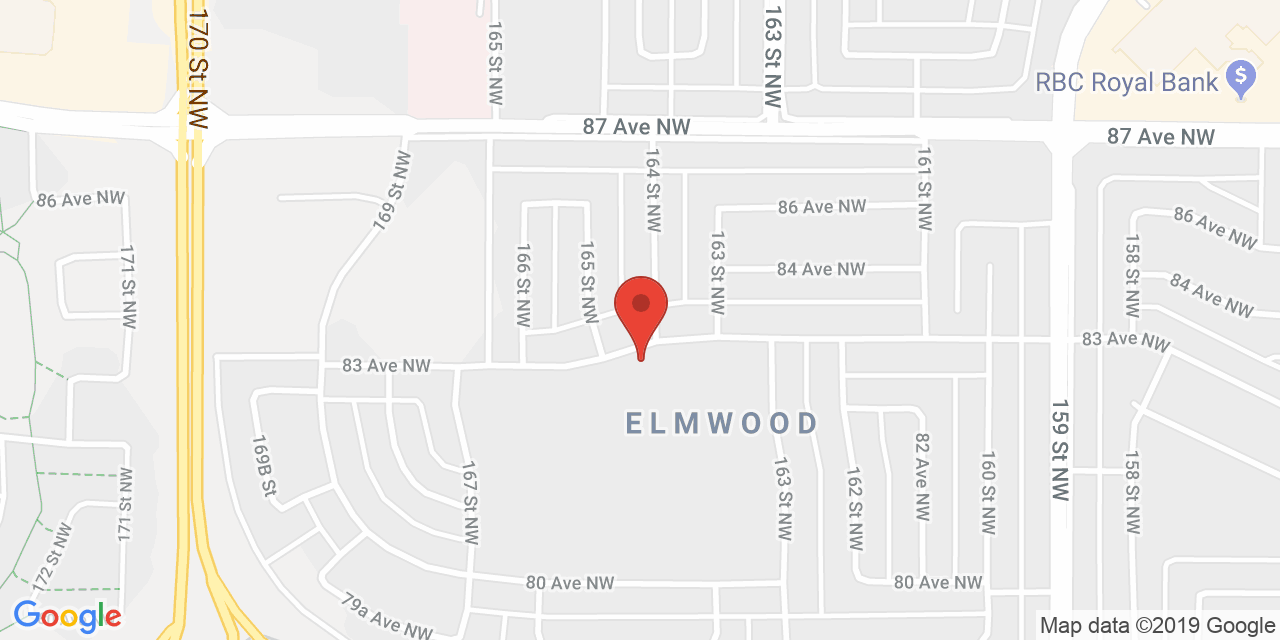 170 St NW
165 St NW
163 St NW
RBC Royal Bank
$
87 Ave NW
87 Ave NW
169 St NW
164 St NW
161 St NW
86 Ave NW
86 Ave NW
86 Ave NW
171 St NW
166 St NW
165 St NW
163 St NW
84 Ave NW
158 St NW
84 Ave NW
83 Ave NW
83 Ave NW
ELMWOOD
159 St NW
169B St
167 St NW
163 St NW
162 St NW
82 Ave NW
160 St NW
158 St NW
171 St NW
172 St NW
80 Ave NW
80 Ave NW
79a Ave NW
Google
Map data ©2019 Google